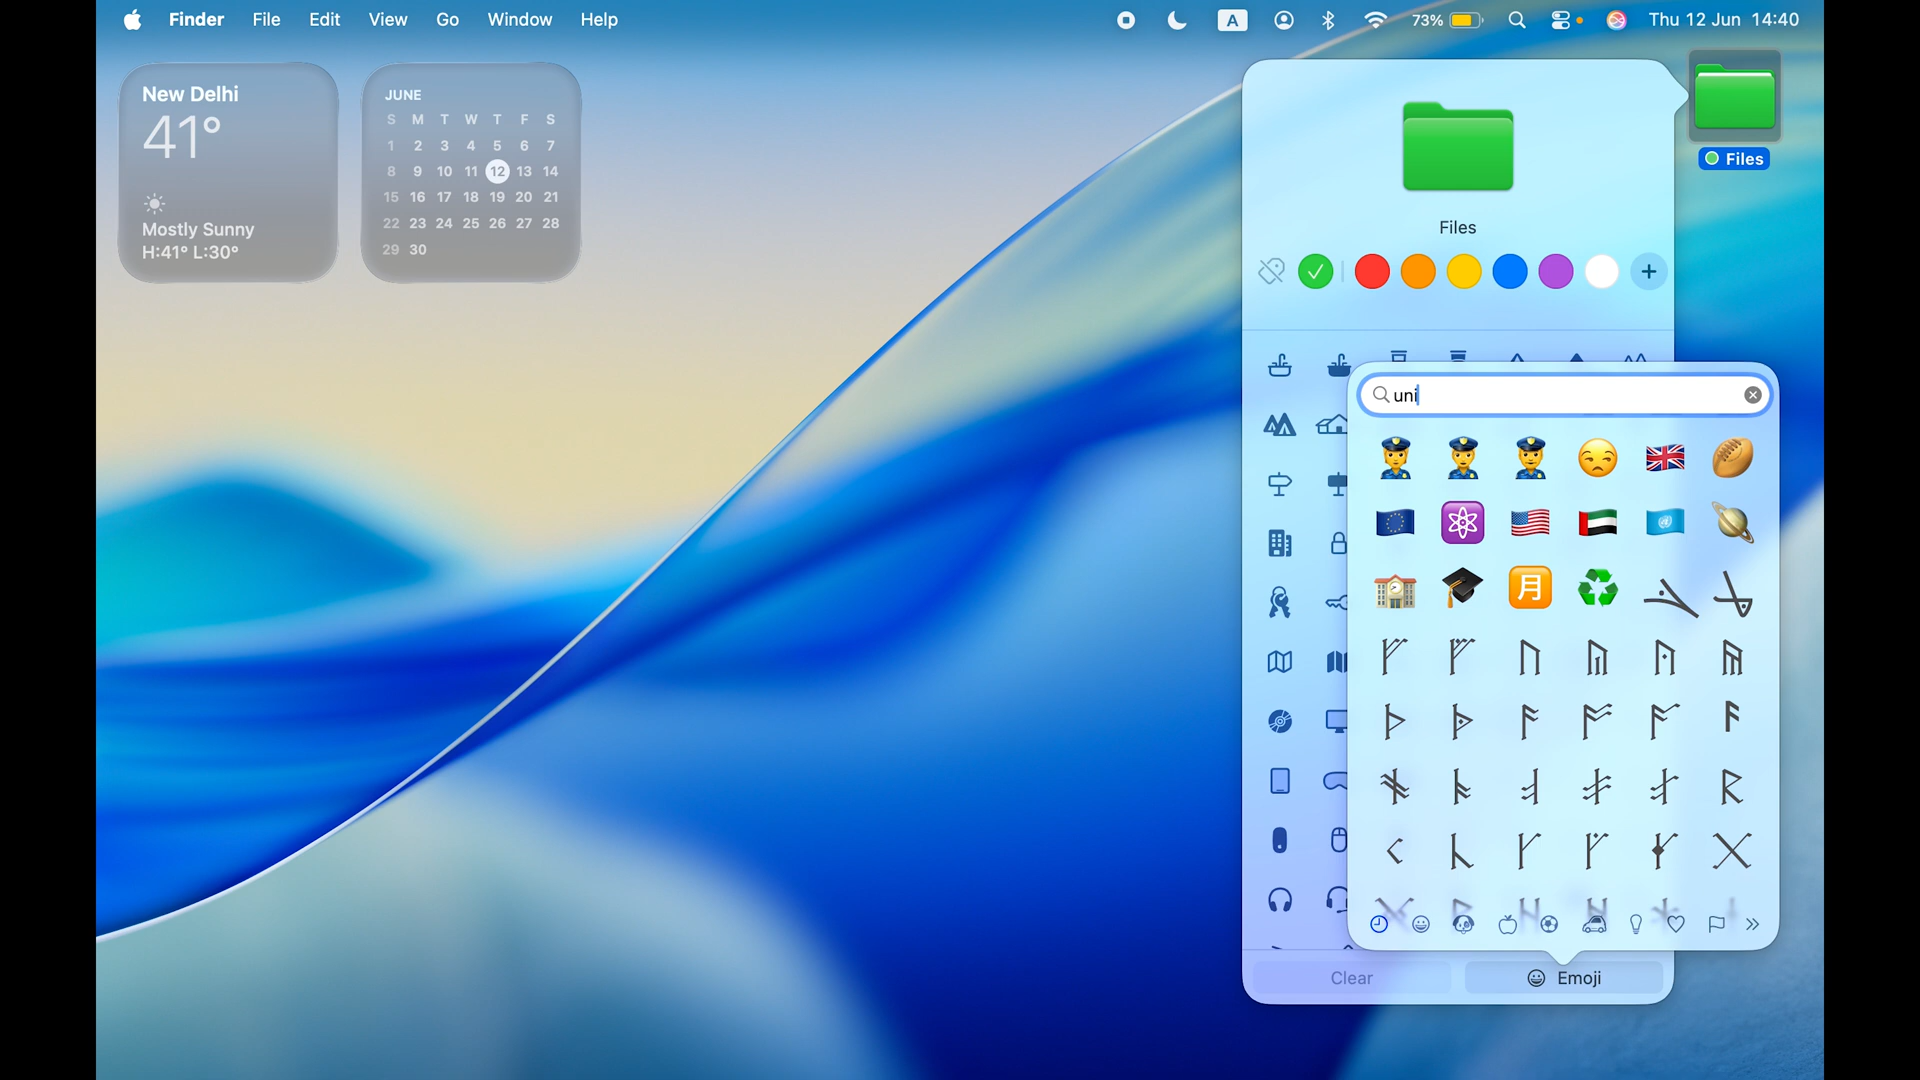 Finder File Edit View Go Window Help A 73% Thu 12 Jun 14:40
New Delhi
41°
Mostly Sunny
H:41° L:30°
JUNE
S M T W T F S
1 2 3 4 5 6 7
8 9 10 11 12 13 14
15 16 17 18 19 20 21
22 23 24 25 26 27 28
29 30
Files
Files
uni
月
Clear
Emoji